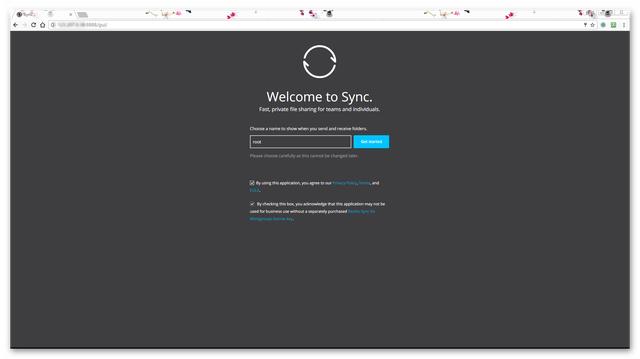 Welcome to Sync.
Fast, private file sharing for teams and individuals.
Choose a name to show when you send and receive folders.
root
Get started
Please choose carefully as this cannot be changed later.
By using this application, you agree to our Privacy Policy, Terms, and
EULA.
By checking this box, you acknowledge that this application may not be
used for business use without a separately purchased Resilio Sync for
Workgroups license key.